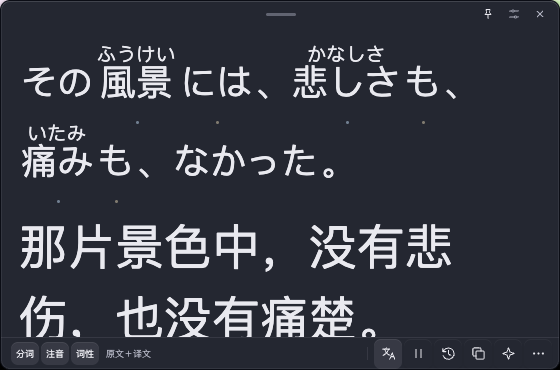 ふうけい かなしさ
その風景には、悲しさも、
いたみ
痛みも、なかった。
那片景色中，没有悲
伤，也没有痛楚。
分词 注音 词性 原文+译文